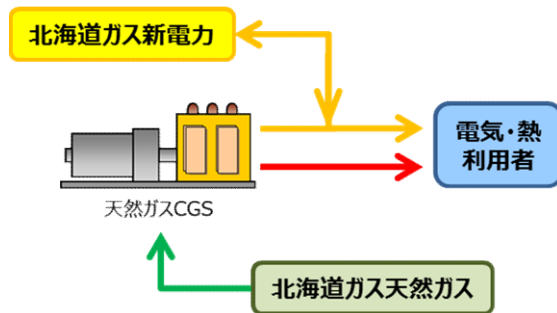 北海道ガス新電力
電気・熱
利用者
天然ガスCGS
北海道ガス天然ガス